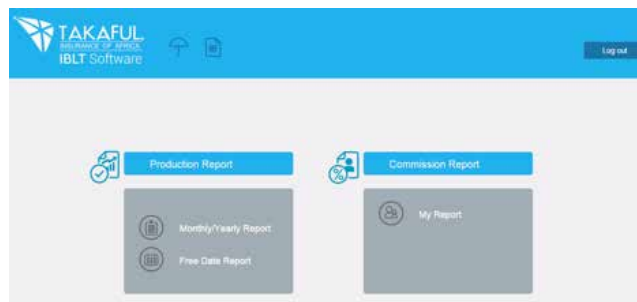 TAKAFUL
INSURANCE OF AFRICA
IBLT Software
Log out
Production Report
Commission Report
Monthly/Yearly Report
My Report
Free Date Report